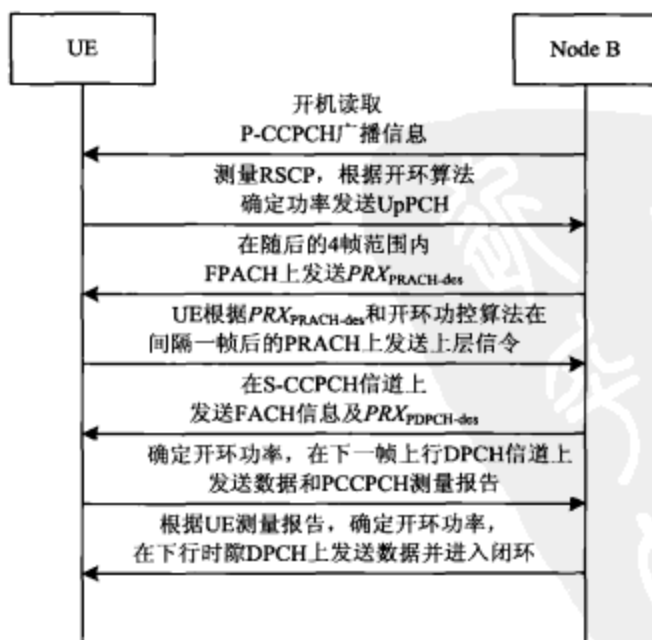 UE
Node B
开机读取
P-CCPCH广播信息
测量RSCP，根据开环算法
确定功率发送UpPCH
在随后的4帧范围内
FPACH上发送PRX_PRACH-des
UE根据PRX_PRACH-des和开环功控算法在
间隔一帧后的PRACH上发送上层信令
在S-CCPCH信道上
发送FACH信息及PRX_PDPCH-des
确定开环功率，在下一帧上行DPCH信道上
发送数据和PCCPCH测量报告
根据UE测量报告，确定开环功率，
在下行时隙DPCH上发送数据并进入闭环